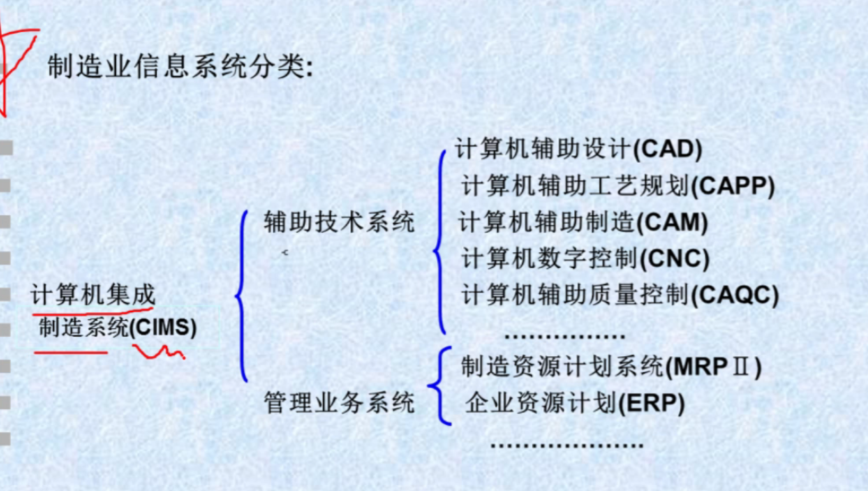 制造业信息系统分类:
计算机辅助设计(CAD)
计算机辅助工艺规划(CAPP)
辅助技术系统
计算机辅助制造(CAM)
计算机数字控制(CNC)
计算机集成
计算机辅助质量控制(CAQC)
制造系统(CIMS)
……………
制造资源计划系统(MRPⅡ)
管理业务系统
企业资源计划(ERP)
…………………